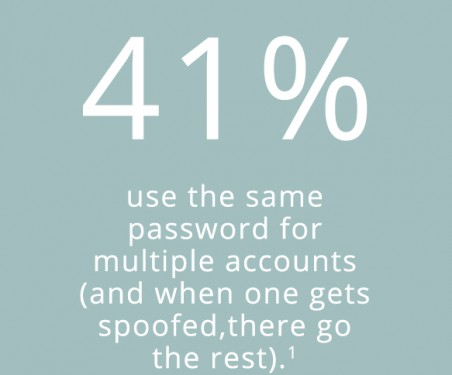 41%
use the same
password for
multiple accounts
(and when one gets
spoofed,there go
the rest).¹